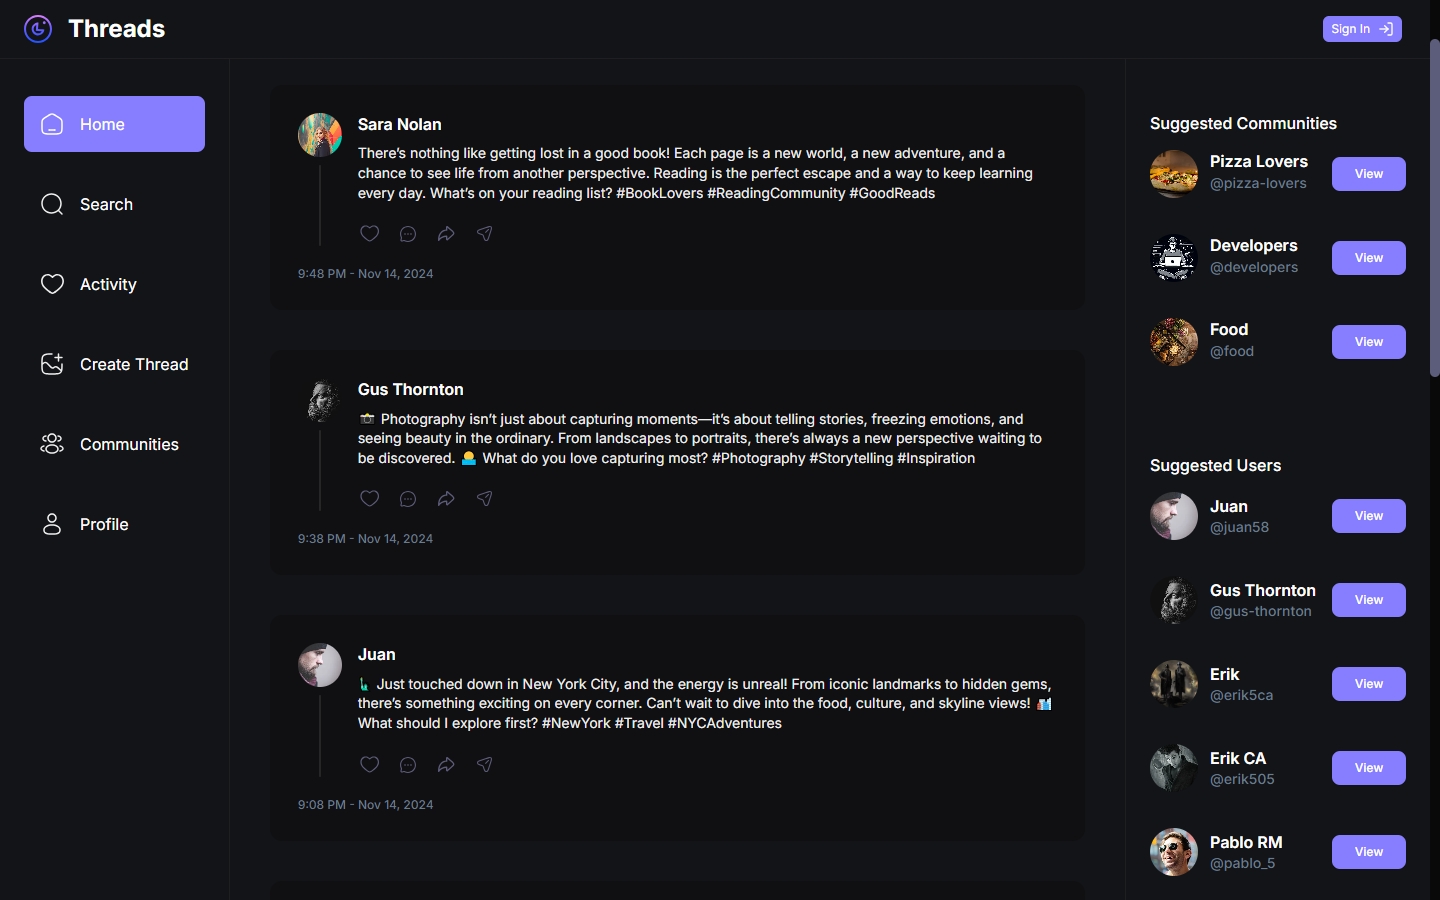 Threads
Sign In
Home
Search
Activity
Create Thread
Communities
Profile
Sara Nolan
There's nothing like getting lost in a good book! Each page is a new world, a new adventure, and a
chance to see life from another perspective. Reading is the perfect escape and a way to keep learning
every day. What's on your reading list? #BookLovers #ReadingCommunity #GoodReads
9:48 PM - Nov 14, 2024
Gus Thornton
📷 Photography isn't just about capturing moments—it's about telling stories, freezing emotions, and
seeing beauty in the ordinary. From landscapes to portraits, there's always a new perspective waiting to
be discovered. 🌅 What do you love capturing most? #Photography #Storytelling #Inspiration
9:38 PM - Nov 14, 2024
Juan
🗽 Just touched down in New York City, and the energy is unreal! From iconic landmarks to hidden gems,
there's something exciting on every corner. Can't wait to dive into the food, culture, and skyline views! 🏙️
What should I explore first? #NewYork #Travel #NYCAdventures
9:08 PM - Nov 14, 2024
Suggested Communities
Pizza Lovers
@pizza-lovers
View
Developers
@developers
View
Food
@food
View
Suggested Users
Juan
@juan58
View
Gus Thornton
@gus-thornton
View
Erik
@erik5ca
View
Erik CA
@erik505
View
Pablo RM
@pablo_5
View